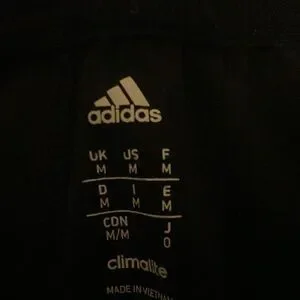 adidas
UK US F
M M M
D I E
M M M
CDN J
M/M O
climalite
MADE IN VIETNAM